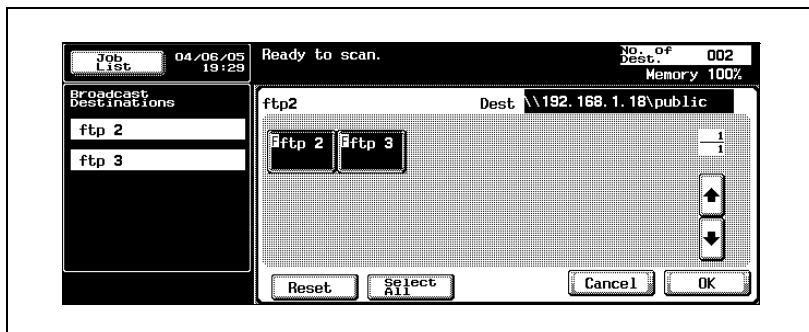 Job
List
04/06/05
19:29
Ready to scan.
No. of
Dest.
002
Memory 100%
Broadcast
Destinations
ftp 2
ftp 3
ftp2
Dest \\192.168.1.18\public
F ftp 2
F ftp 3
1
1
Reset
Select
All
Cancel
OK